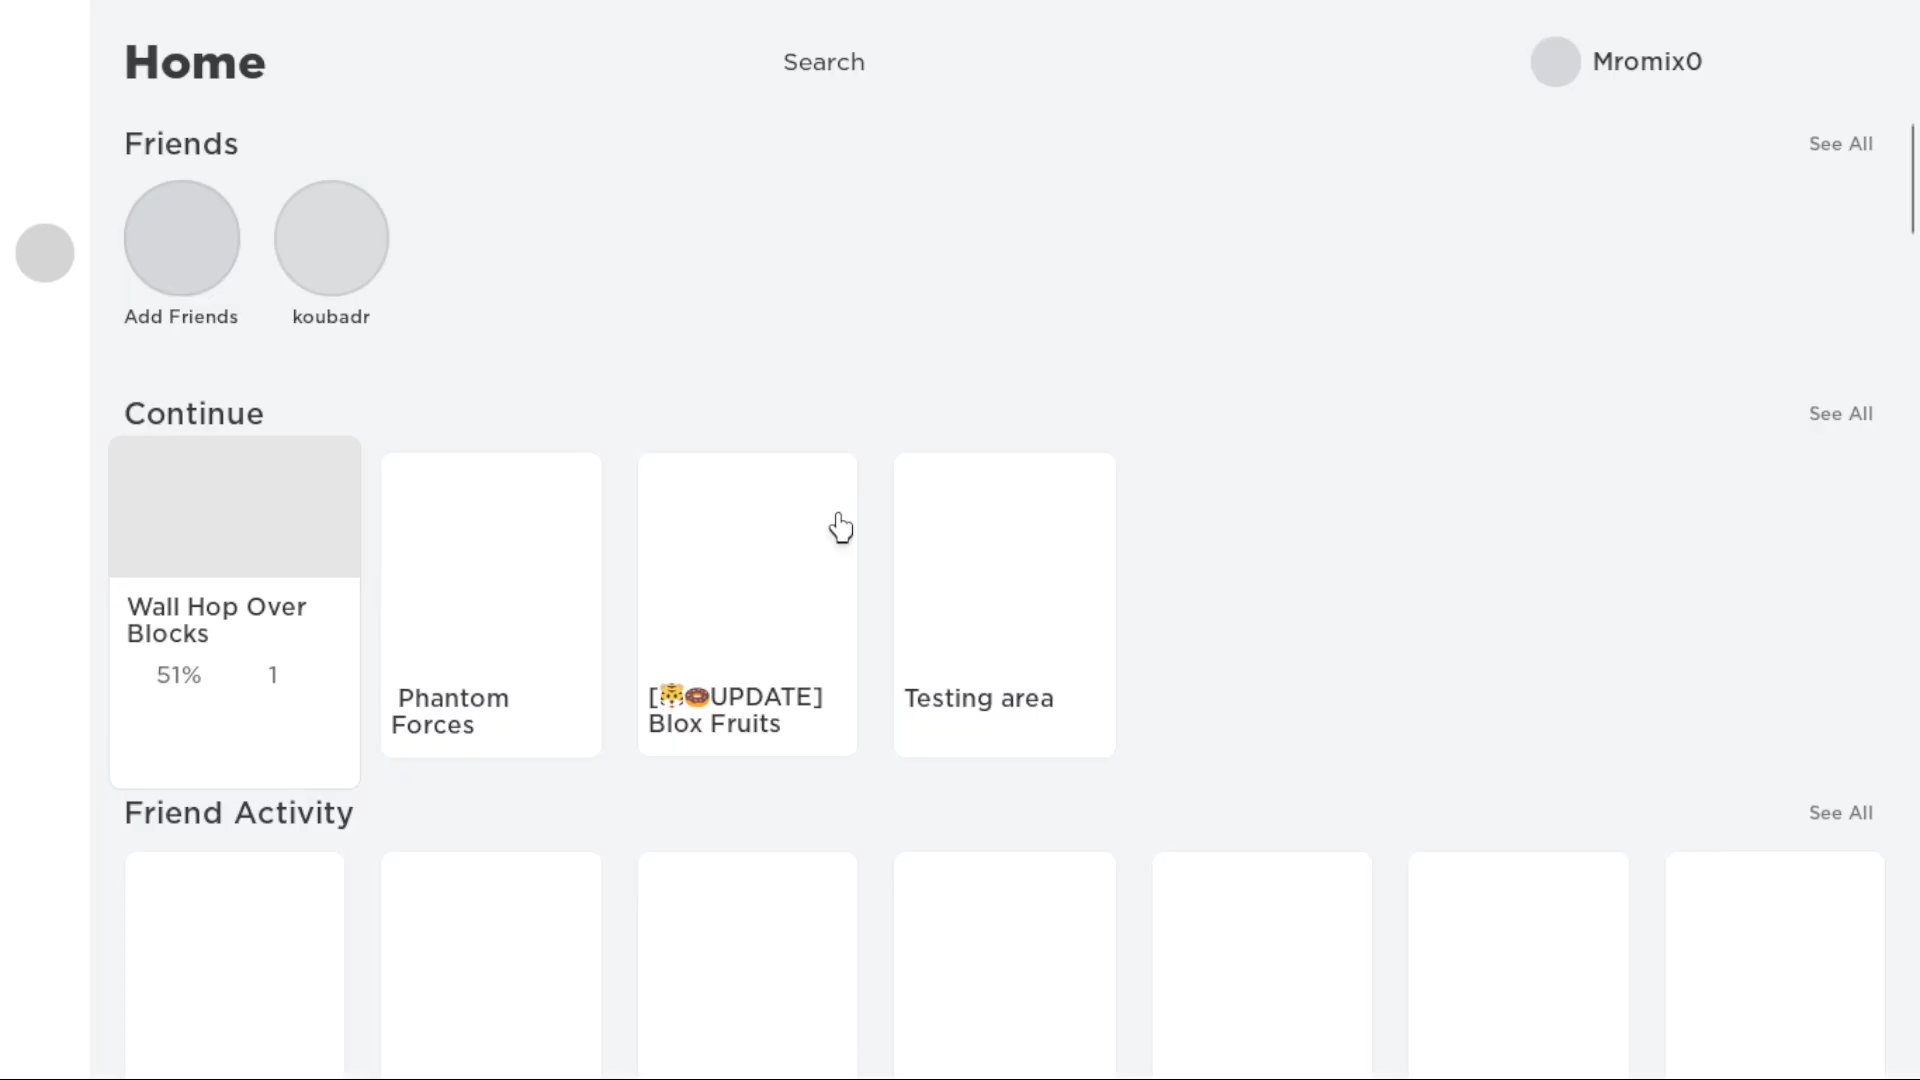 Home
Search
Mromix0
Friends
See All
Add Friends
koubadr
Continue
See All
Wall Hop Over
Blocks
51%
1
Phantom
Forces
[🐯🍩UPDATE]
Blox Fruits
Testing area
Friend Activity
See All